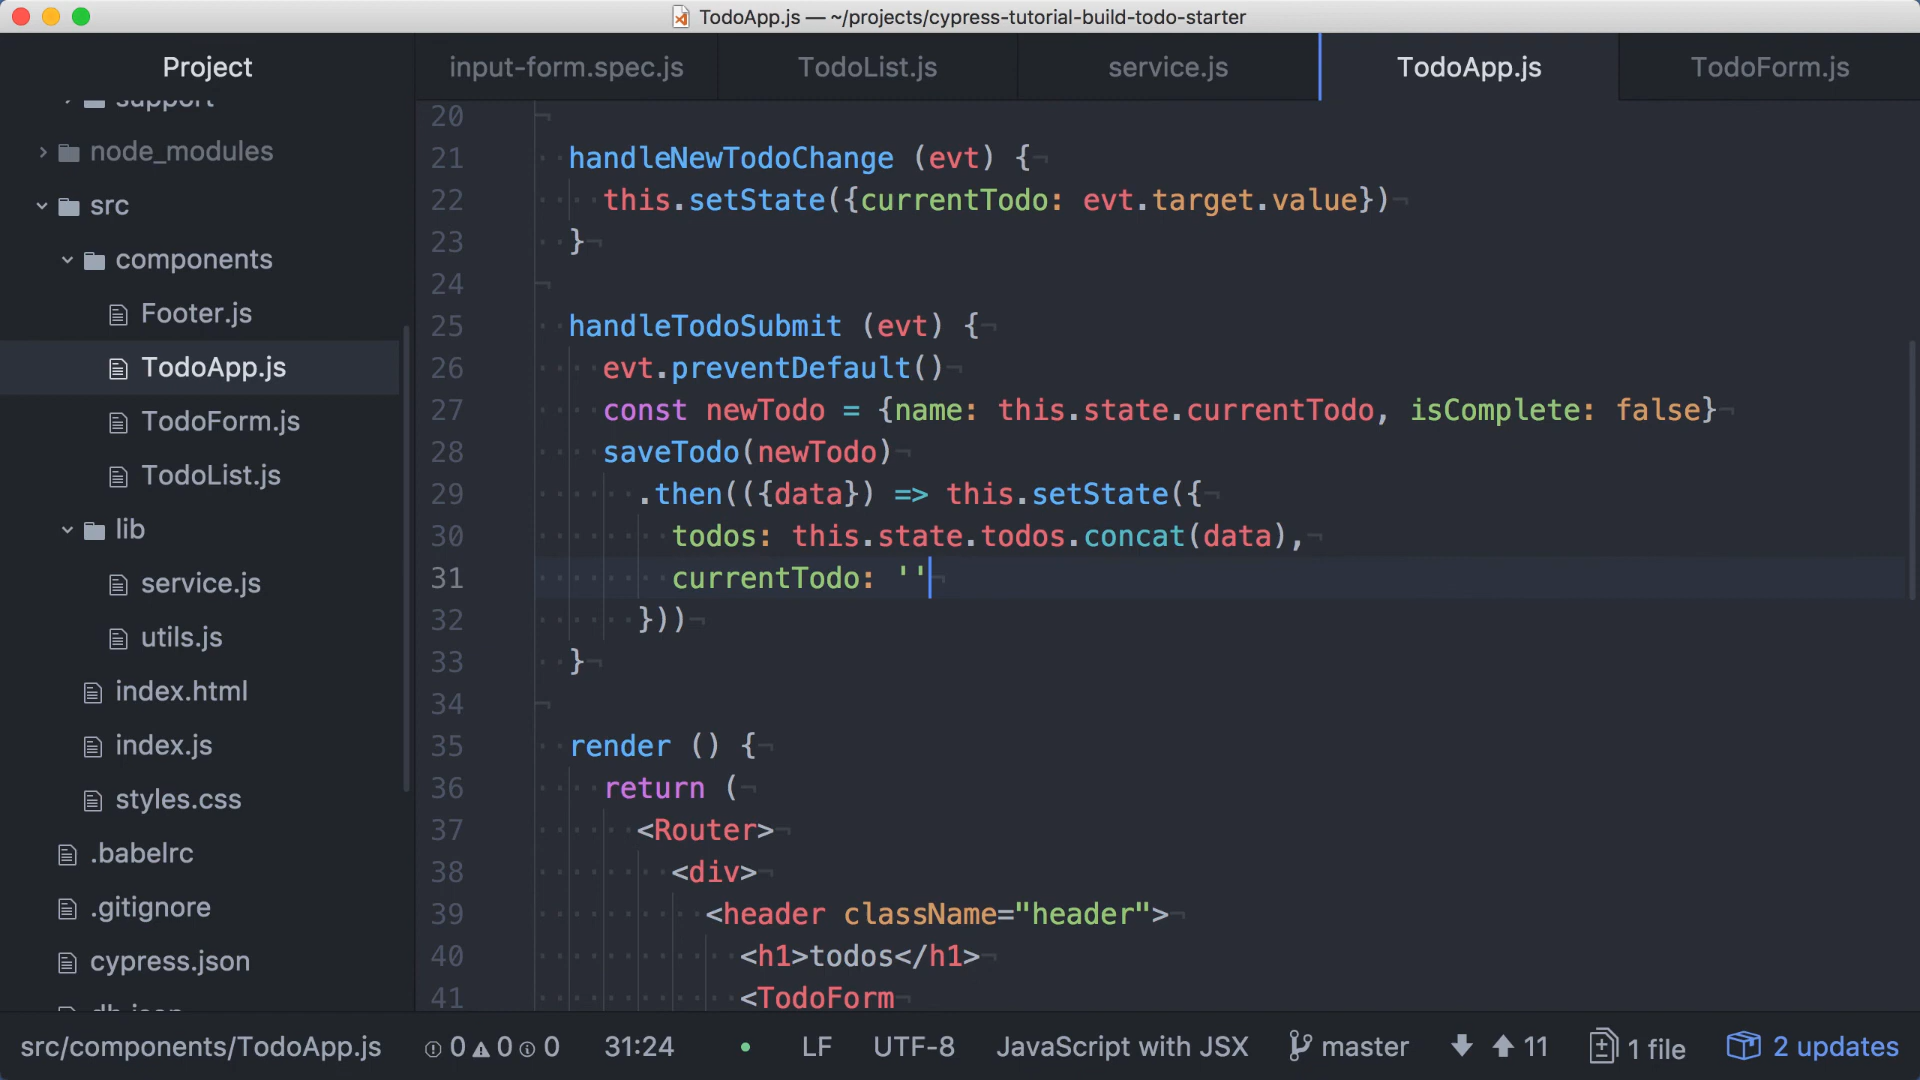 TodoApp.js — ~/projects/cypress-tutorial-build-todo-starter
Project
support
node_modules
src
components
Footer.js
TodoApp.js
TodoForm.js
TodoList.js
lib
service.js
utils.js
index.html
index.js
styles.css
.babelrc
.gitignore
cypress.json
db.json
input-form.spec.js
TodoList.js
service.js
TodoApp.js
TodoForm.js
20
21 handleNewTodoChange (evt) {
22 this.setState({currentTodo: evt.target.value})
23 }
24
25 handleTodoSubmit (evt) {
26 evt.preventDefault()
27 const newTodo = {name: this.state.currentTodo, isComplete: false}
28 saveTodo(newTodo)
29 .then(({data}) => this.setState({
30 todos: this.state.todos.concat(data),
31 currentTodo: ''
32 }))
33 }
34
35 render () {
36 return (
37 <Router>
38 <div>
39 <header className="header">
40 <h1>todos</h1>
41 <TodoForm
src/components/TodoApp.js 0 0 0 31:24 LF UTF-8 JavaScript with JSX master 11 1 file 2 updates